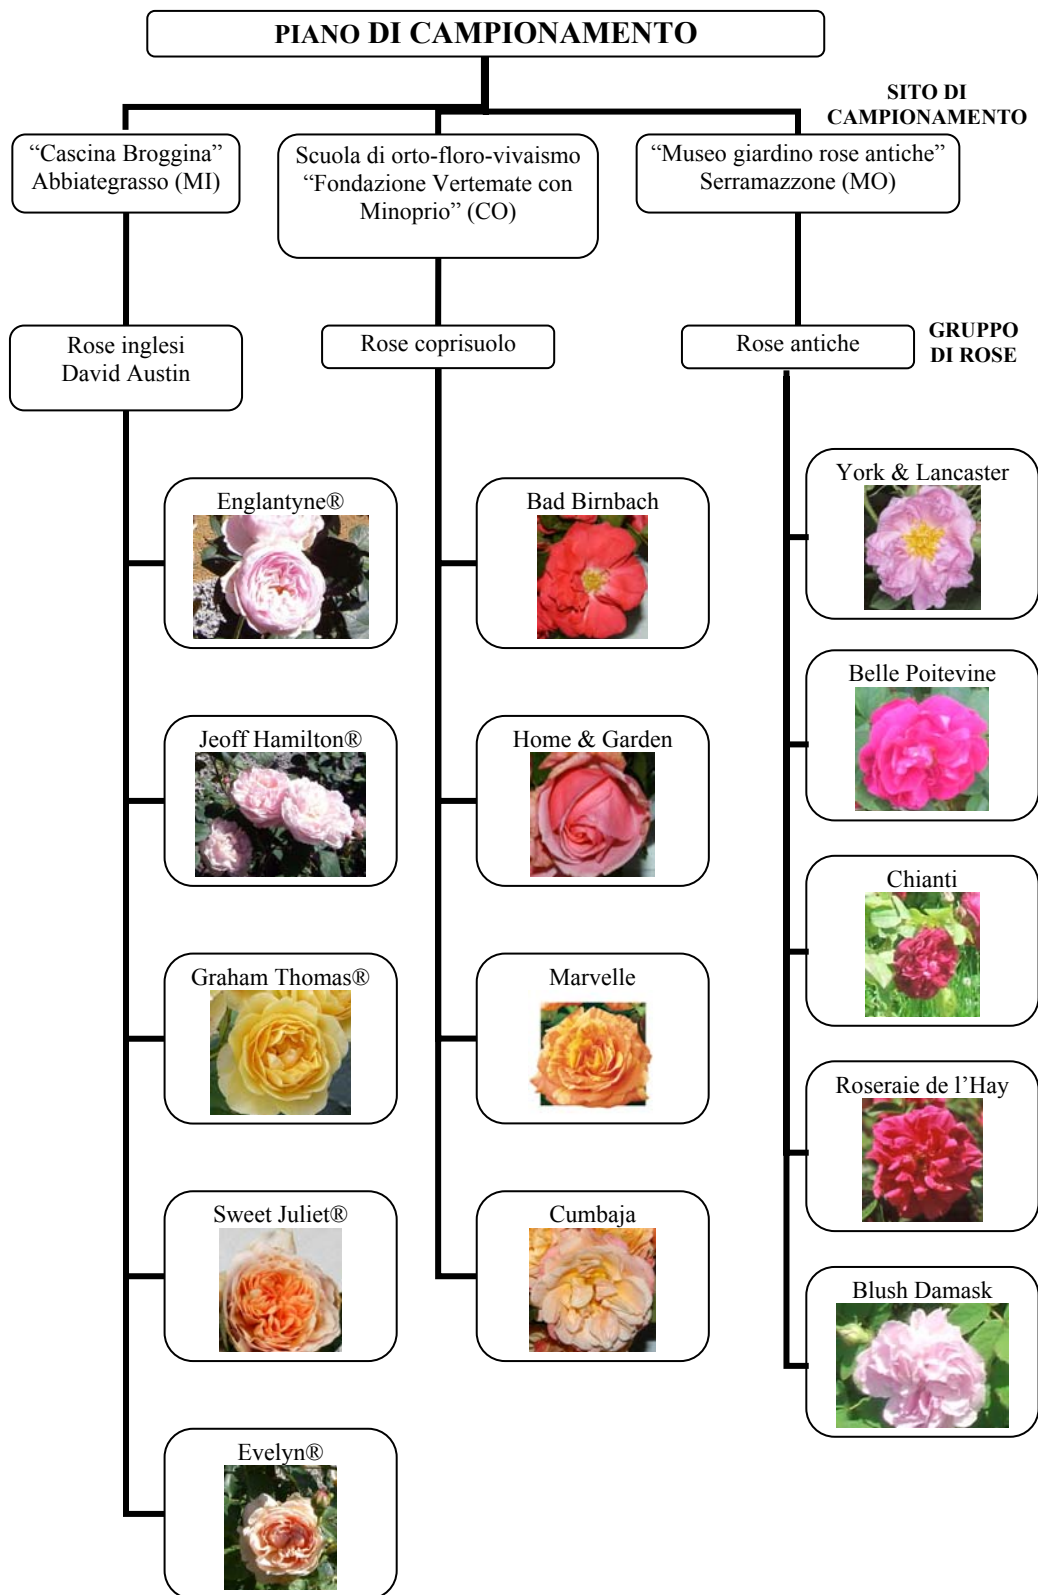 PIANO DI CAMPIONAMENTO
SITO DI
CAMPIONAMENTO
“Cascina Broggina”
Abbiategrasso (MI)
Scuola di orto-floro-vivaismo
“Fondazione Vertemate con
Minoprio” (CO)
“Museo giardino rose antiche”
Serramazzone (MO)
GRUPPO
DI ROSE
Rose inglesi
David Austin
Rose coprisuolo
Rose antiche
Englantyne®
Jeoff Hamilton®
Graham Thomas®
Sweet Juliet®
Evelyn®
Bad Birnbach
Home & Garden
Marvelle
Cumbaja
York & Lancaster
Belle Poitevine
Chianti
Roseraie de l’Hay
Blush Damask